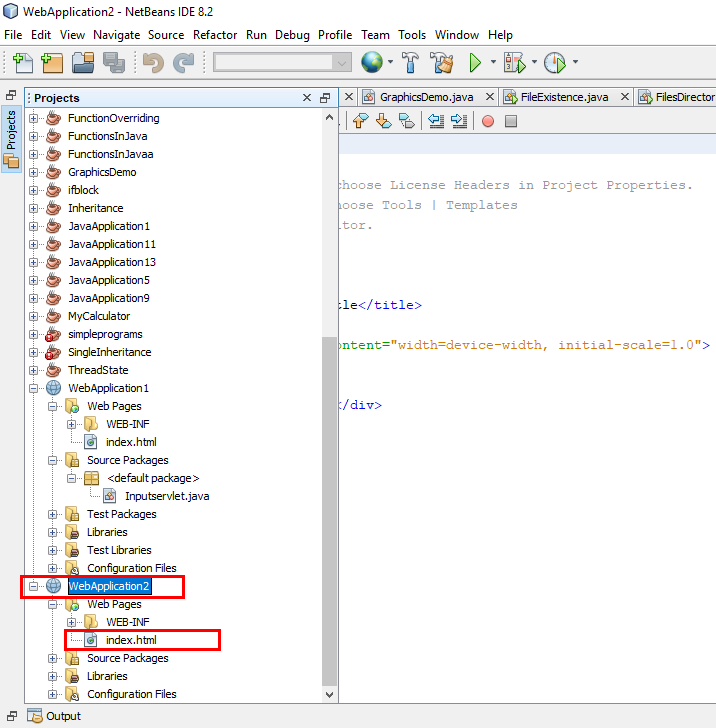 WebApplication2 - NetBeans IDE 8.2
File Edit View Navigate Source Refactor Run Debug Profile Team Tools Window Help
Projects
Projects
GraphicsDemo.java
FileExistence.java
FilesDirector
FunctionOverriding
FunctionsInJava
FunctionsInJavaa
GraphicsDemo
ifblock
Inheritance
JavaApplication1
JavaApplication11
JavaApplication13
JavaApplication5
JavaApplication9
MyCalculator
simpleprograms
SingleInheritance
ThreadState
WebApplication1
Web Pages
WEB-INF
index.html
Source Packages
<default package>
Inputservlet.java
Test Packages
Libraries
Test Libraries
Configuration Files
WebApplication2
Web Pages
WEB-INF
index.html
Source Packages
Libraries
Configuration Files
choose License Headers in Project Properties.
hoose Tools | Templates
itor.
tle</title>
ontent="width=device-width, initial-scale=1.0">
</div>
Output